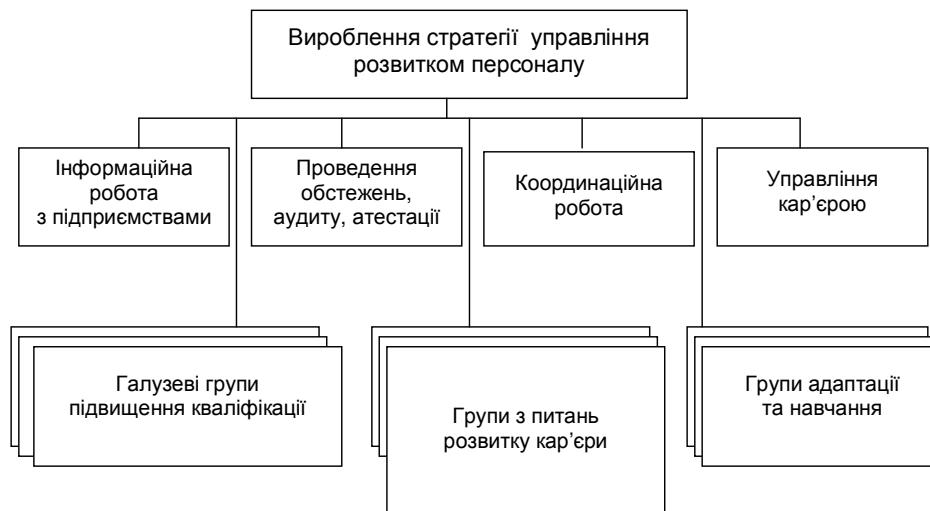 Вироблення стратегії управління
розвитком персоналу
Інформаційна
робота
з підприємствами
Проведення
обстежень,
аудиту, атестації
Координаційна
робота
Управління
кар’єрою
Галузеві групи
підвищення кваліфікації
Групи з питань
розвитку кар’єри
Групи адаптації
та навчання